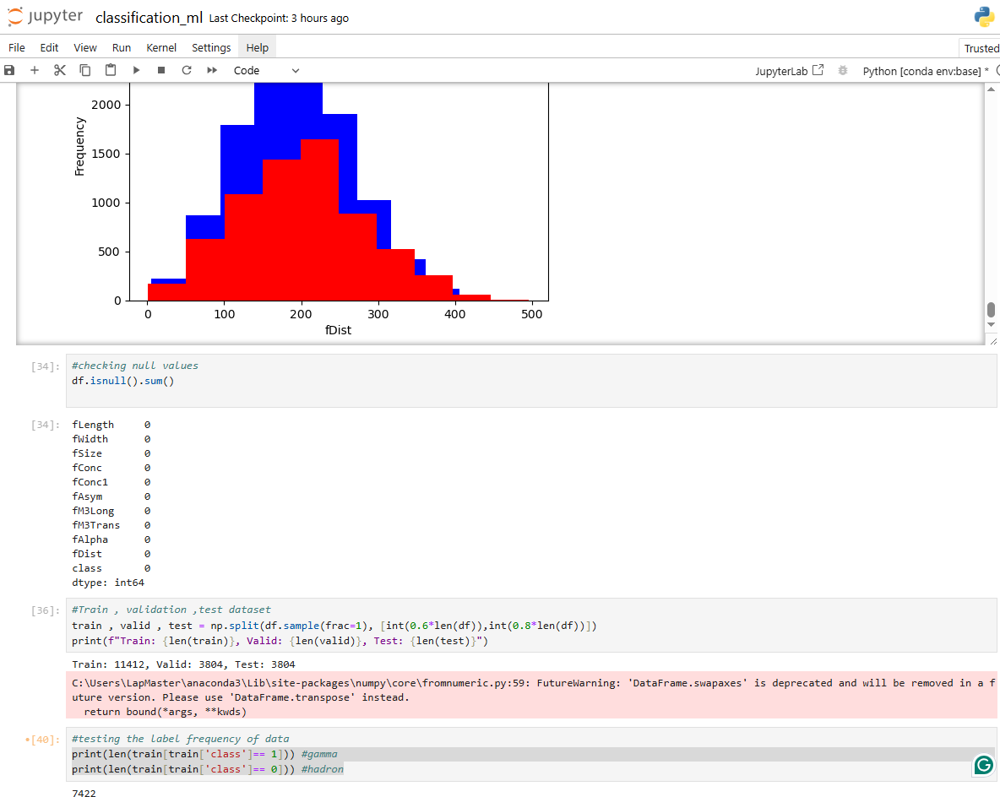 jupyter classification_ml Last Checkpoint: 3 hours ago
File Edit View Run Kernel Settings Help Trusted
Code JupyterLab Python [conda env:base] *
2000
1500
1000
500
0
Frequency
0 100 200 300 400 500
fDist
[34]: #checking null values
df.isnull().sum()
[34]: fLength 0
fWidth 0
fSize 0
fConc 0
fConc1 0
fAsym 0
fM3Long 0
fM3Trans 0
fAlpha 0
fDist 0
class 0
dtype: int64
[36]: #Train , validation ,test dataset
train , valid , test = np.split(df.sample(frac=1), [int(0.6*len(df)),int(0.8*len(df))])
print(f"Train: {len(train)}, Valid: {len(valid)}, Test: {len(test)}")
Train: 11412, Valid: 3804, Test: 3804
C:\Users\LapMaster\anaconda3\Lib\site-packages\numpy\core\fromnumeric.py:59: FutureWarning: 'DataFrame.swapaxes' is deprecated and will be removed in a f
uture version. Please use 'DataFrame.transpose' instead.
return bound(*args, **kwds)
•[40]: #testing the label frequency of data
print(len(train[train['class']== 1])) #gamma
print(len(train[train['class']== 0])) #hadron
7422